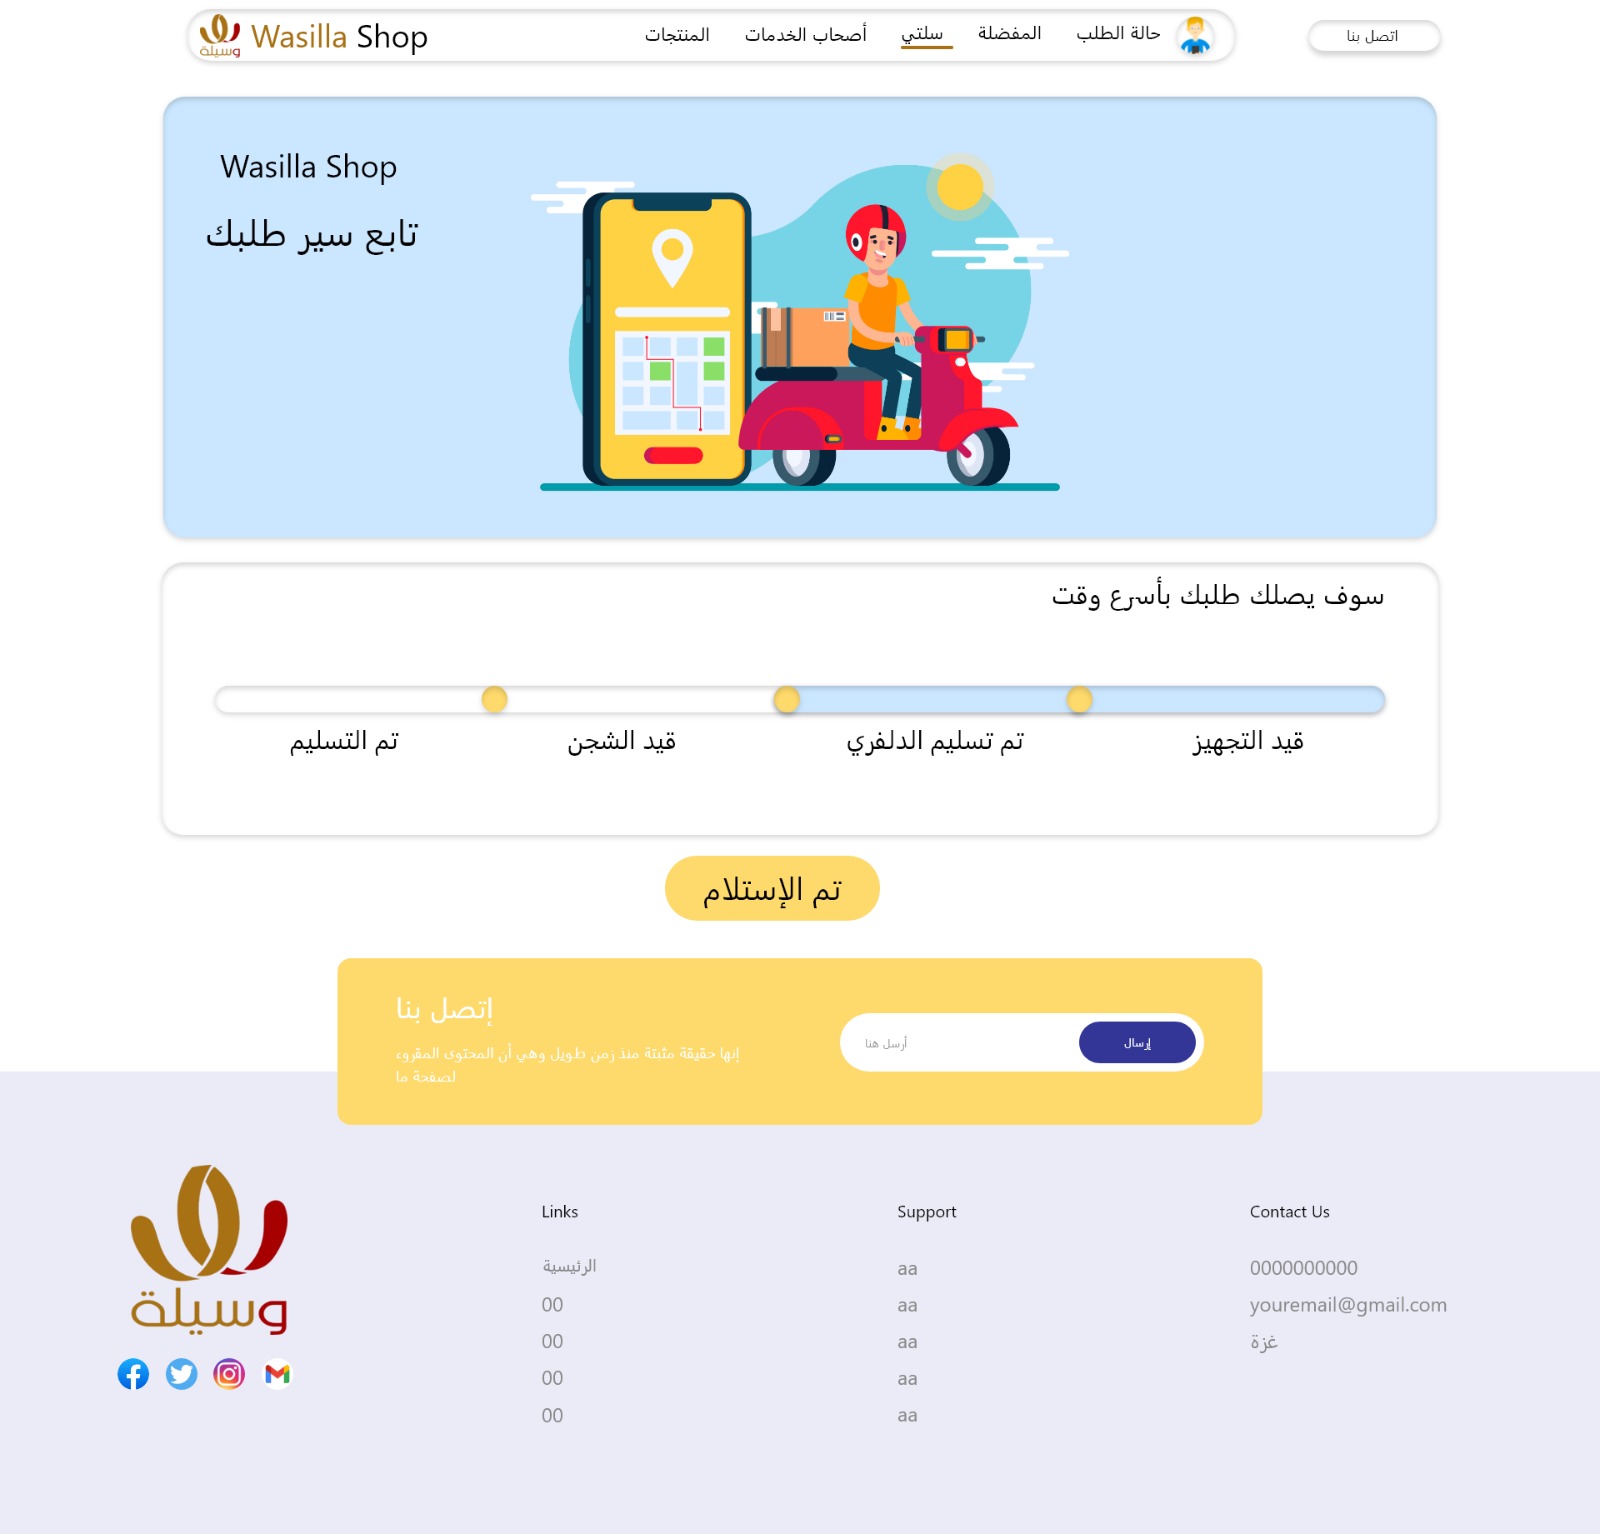 وسيلة
Wasilla Shop
المنتجات
أصحاب الخدمات
سلتي
المفضلة
حالة الطلب
اتصل بنا
Wasilla Shop
تابع سير طلبك
سوف يصلك طلبك بأسرع وقت
قيد التجهيز
تم تسليم الدلفري
قيد الشجن
تم التسليم
تم الإستلام
إتصل بنا
إنها حقيقة مثبتة منذ زمن طويل وهي أن المحتوى المقروء
لصفحة ما
أرسل هنا
إرسال
وسيلة
Links
الرئيسية
00
00
00
00
Support
aa
aa
aa
aa
aa
Contact Us
0000000000
youremail@gmail.com
غزة